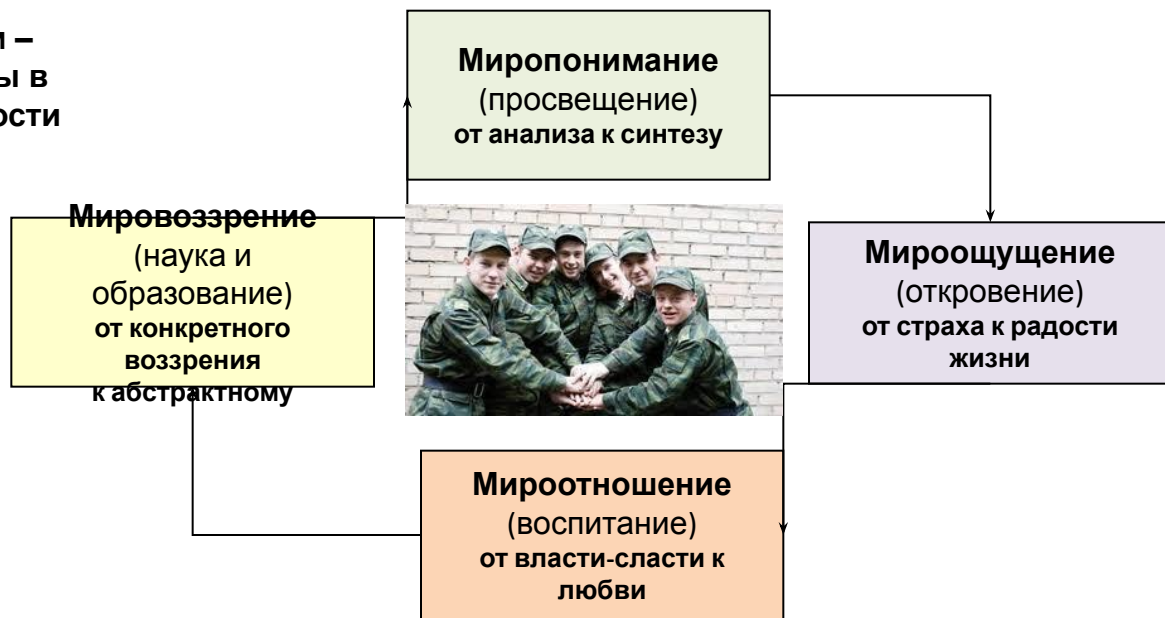 –
в
Миропонимание
(просвещение)
от анализа к синтезу
Мировоззрение
(наука и
образование)
от конкретного
воззрения
к абстрактному
Мироощущение
(откровение)
от страха к радости
жизни
Мироотношение
(воспитание)
от власти-сласти к
любви